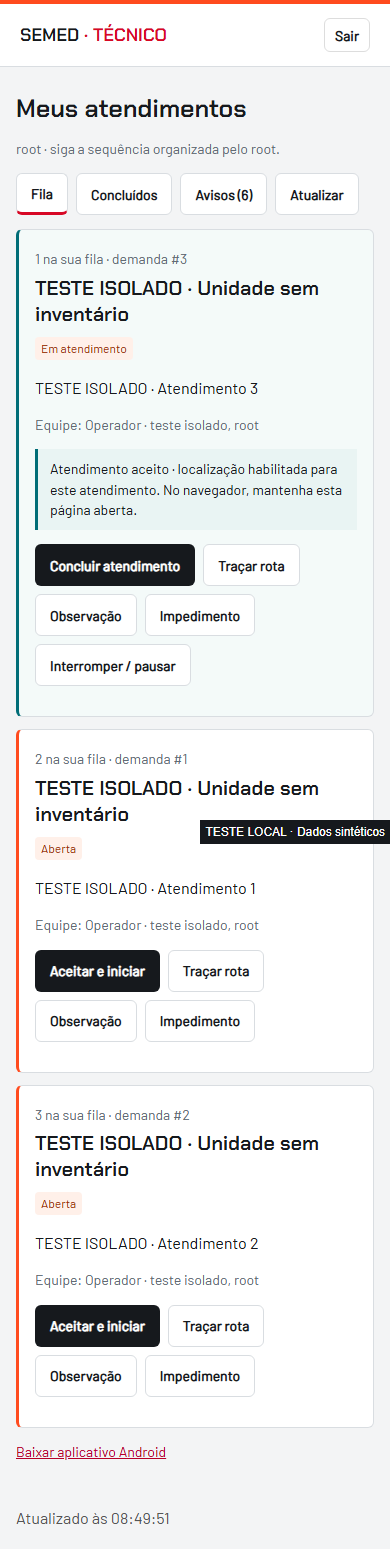 SEMED · TÉCNICO
Sair
Meus atendimentos
root · siga a sequência organizada pelo root.
Fila
Concluídos
Avisos (6)
Atualizar
1 na sua fila · demanda #3
TESTE ISOLADO · Unidade sem
inventário
Em atendimento
TESTE ISOLADO · Atendimento 3
Equipe: Operador · teste isolado, root
Atendimento aceito · localização habilitada para
este atendimento. No navegador, mantenha esta
página aberta.
Concluir atendimento
Traçar rota
Observação
Impedimento
Interromper / pausar
2 na sua fila · demanda #1
TESTE ISOLADO · Unidade sem
inventário
TESTE LOCAL · Dados sintéticos
Aberta
TESTE ISOLADO · Atendimento 1
Equipe: Operador · teste isolado, root
Aceitar e iniciar
Traçar rota
Observação
Impedimento
3 na sua fila · demanda #2
TESTE ISOLADO · Unidade sem
inventário
Aberta
TESTE ISOLADO · Atendimento 2
Equipe: Operador · teste isolado, root
Aceitar e iniciar
Traçar rota
Observação
Impedimento
Baixar aplicativo Android
Atualizado às 08:49:51